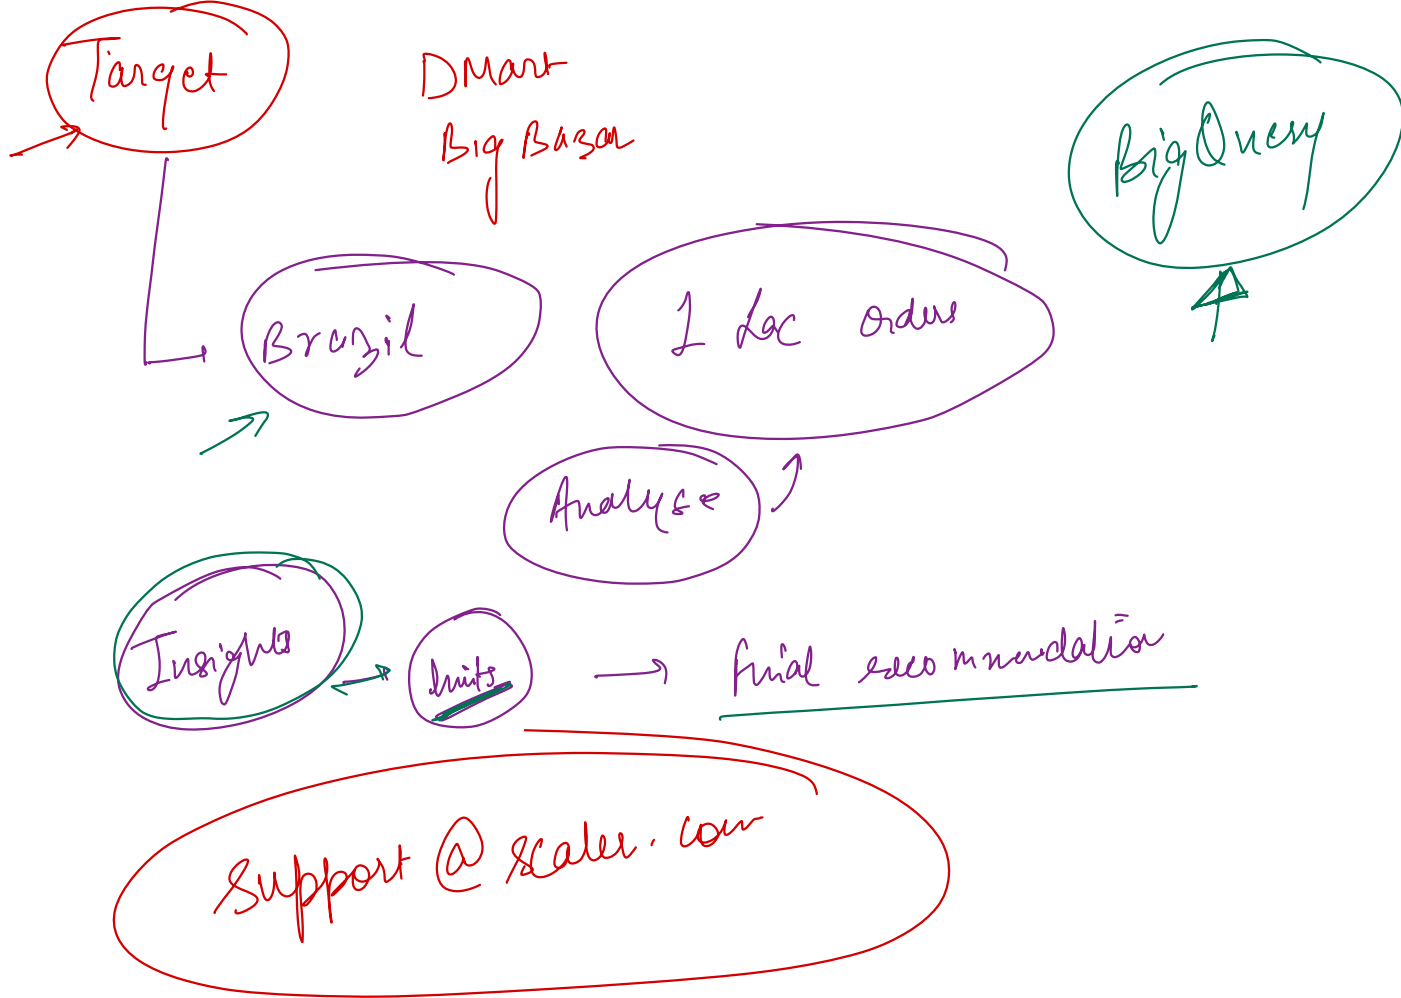 Target
DMart
Big Bazar
BigQuery
Brazil
1 Lac orders
Analyse
Insights
final recommendation
support@scaler.com